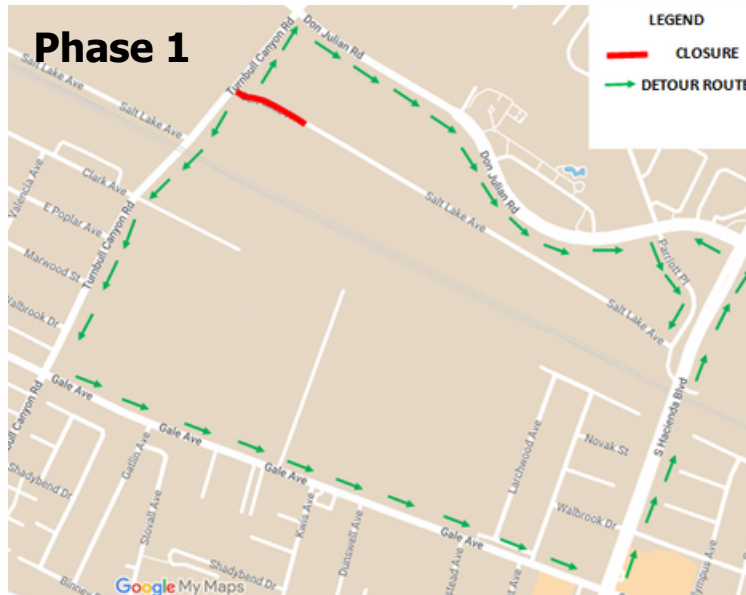 Phase 1
LEGEND
CLOSURE
DETOUR ROUTE
Don Julian Rd
Turnbull Canyon Rd
Salt Lake Ave
Salt Lake Ave
Valencia Ave
Clark Ave
E Poplar Ave
Marwood St
Turnbull Canyon Rd
Walbrook Dr
Don Julian Rd
Salt Lake Ave
Parriott Pl
Salt Lake Ave
S Hacienda Blvd
Gale Ave
Gale Ave
Gale Ave
Gale Ave
Shadybend Dr
Gatlin Ave
Stovall Ave
Kwis Ave
Dunswell Ave
Larchwood Ave
Novak St
Walbrook Dr
Shadybend Dr
Google My Maps